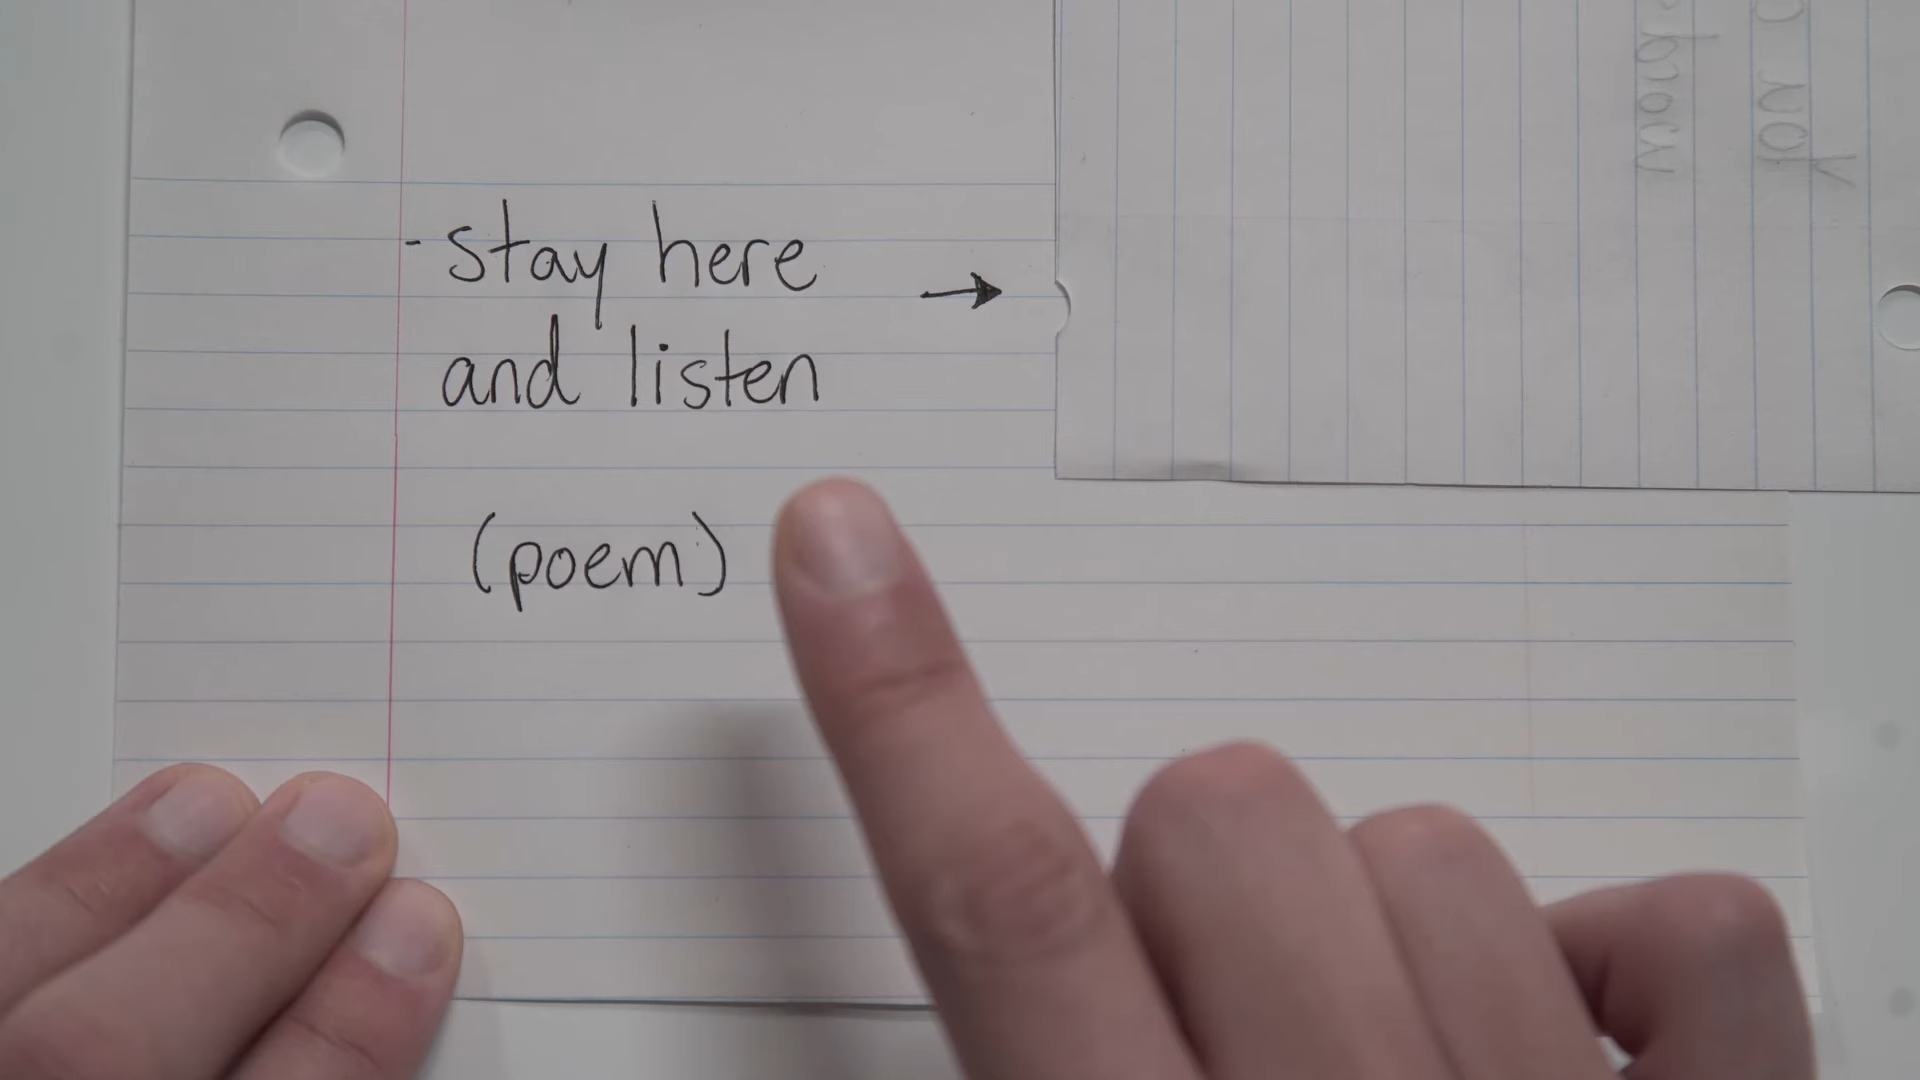 - stay here
and listen
→
(poem)